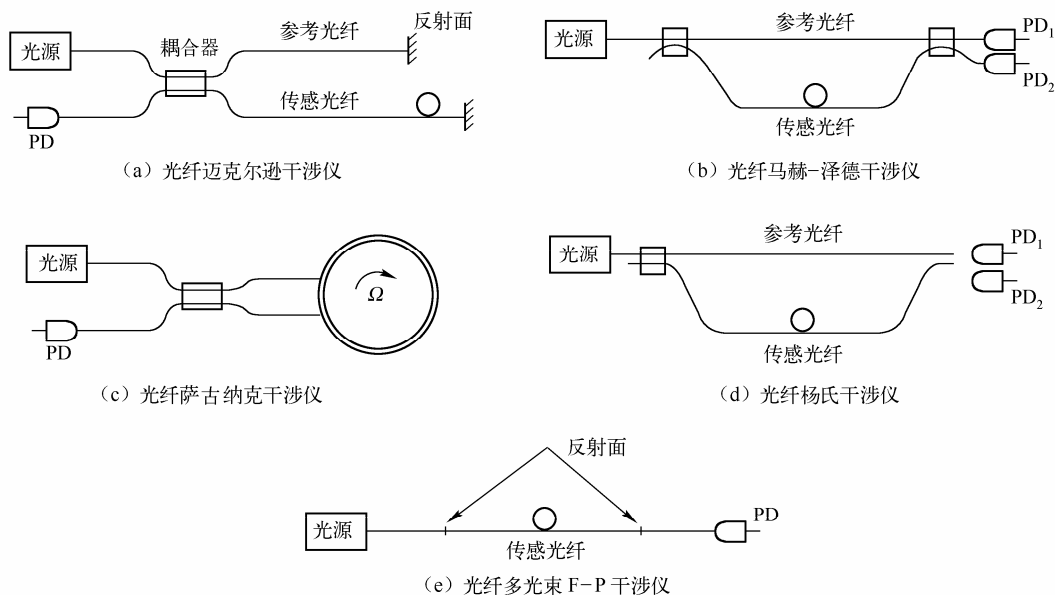 光源
耦合器
参考光纤
反射面
传感光纤
PD
(a) 光纤迈克尔逊干涉仪
光源
参考光纤
PD1
PD2
传感光纤
(b) 光纤马赫-泽德干涉仪
光源
Ω
PD
(c) 光纤萨古纳克干涉仪
光源
参考光纤
PD1
PD2
传感光纤
(d) 光纤杨氏干涉仪
反射面
光源
传感光纤
PD
(e) 光纤多光束 F-P 干涉仪